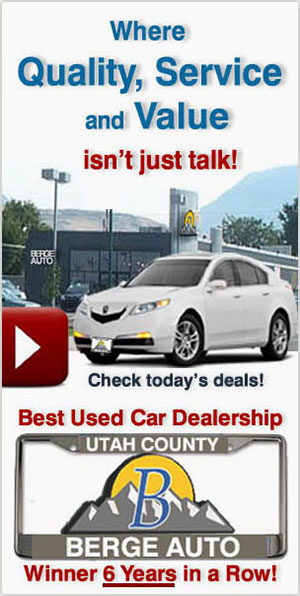 Where
Quality, Service
and Value
isn't just talk!
BERGE
AUTO
Check today's deals!
Best Used Car Dealership
UTAH COUNTY
B
BERGE AUTO
Winner 6 Years in a Row!